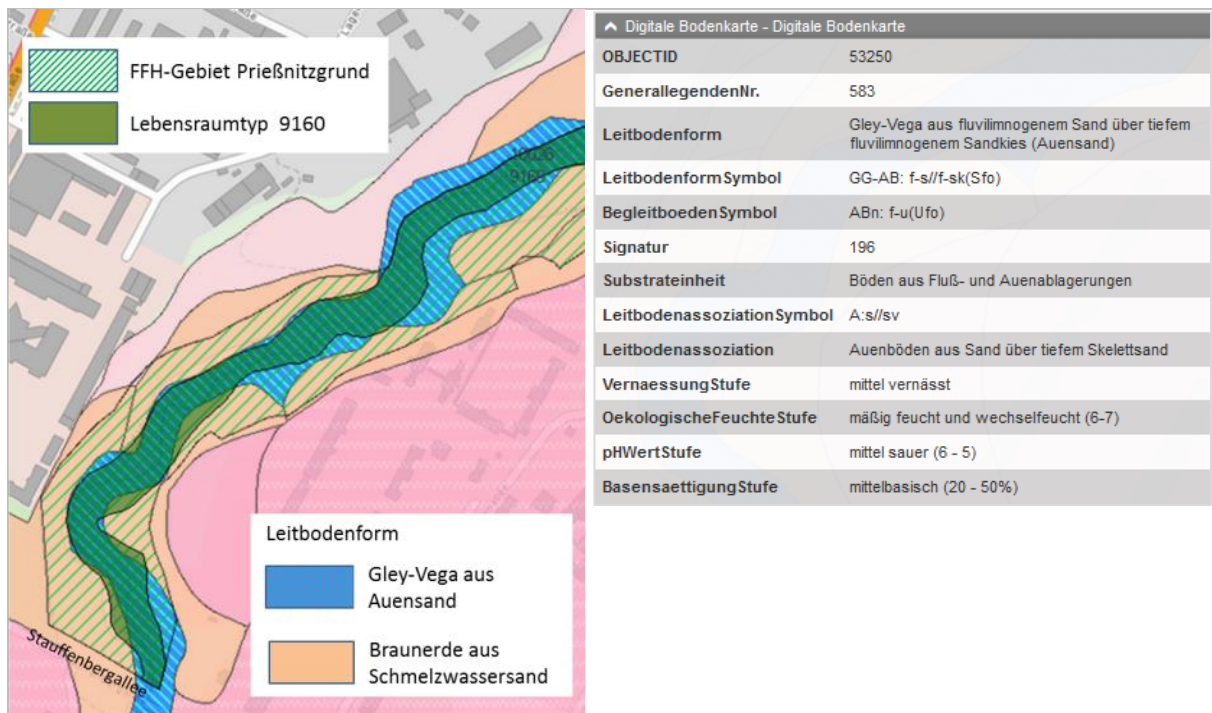 FFH-Gebiet Prießnitzgrund
Lebensraumtyp 9160
Leitbodenform
Gley-Vega aus
Auensand
Braunerde aus
Schmelzwassersand
Stauffenbergallee
Digitale Bodenkarte - Digitale Bodenkarte
OBJECTID 53250
GenerallegendenNr. 583
Leitbodenform Gley-Vega aus fluvilimnogenem Sand über tiefem
fluvilimnogenem Sandkies (Auensand)
LeitbodenformSymbol GG-AB: f-s//f-sk(Sfo)
BegleitboedenSymbol ABn: f-u(Ufo)
Signatur 196
Substrateinheit Böden aus Fluß- und Auenablagerungen
LeitbodenassoziationSymbol A:s//sv
Leitbodenassoziation Auenböden aus Sand über tiefem Skelettsand
VernaessungStufe mittel vernässt
OekologischeFeuchteStufe mäßig feucht und wechselfeucht (6-7)
pHWertStufe mittel sauer (6 - 5)
BasensaettigungStufe mittelbasisch (20 - 50%)